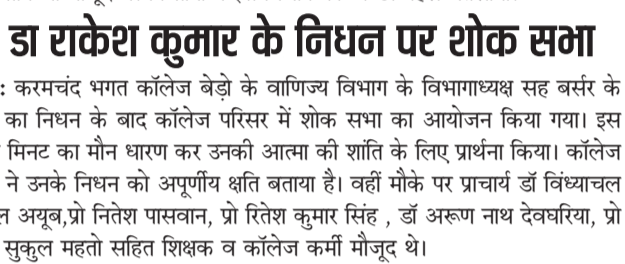 डा राकेश कुमार के निधन पर शोक सभा
: करमचंद भगत कॉलेज बेड़ो के वाणिज्य विभाग के विभागाध्यक्ष सह बर्सर के
का निधन के बाद कॉलेज परिसर में शोक सभा का आयोजन किया गया। इस
मिनट का मौन धारण कर उनकी आत्मा की शांति के लिए प्रार्थना किया। कॉलेज
ने उनके निधन को अपूर्णीय क्षति बताया है। वहीं मौके पर प्राचार्य डॉ विंध्याचल
अयूब,प्रो नितेश पासवान, प्रो रितेश कुमार सिंह , डॉ अरूण नाथ देवघरिया, प्रो
सुकुल महतो सहित शिक्षक व कॉलेज कर्मी मौजूद थे।